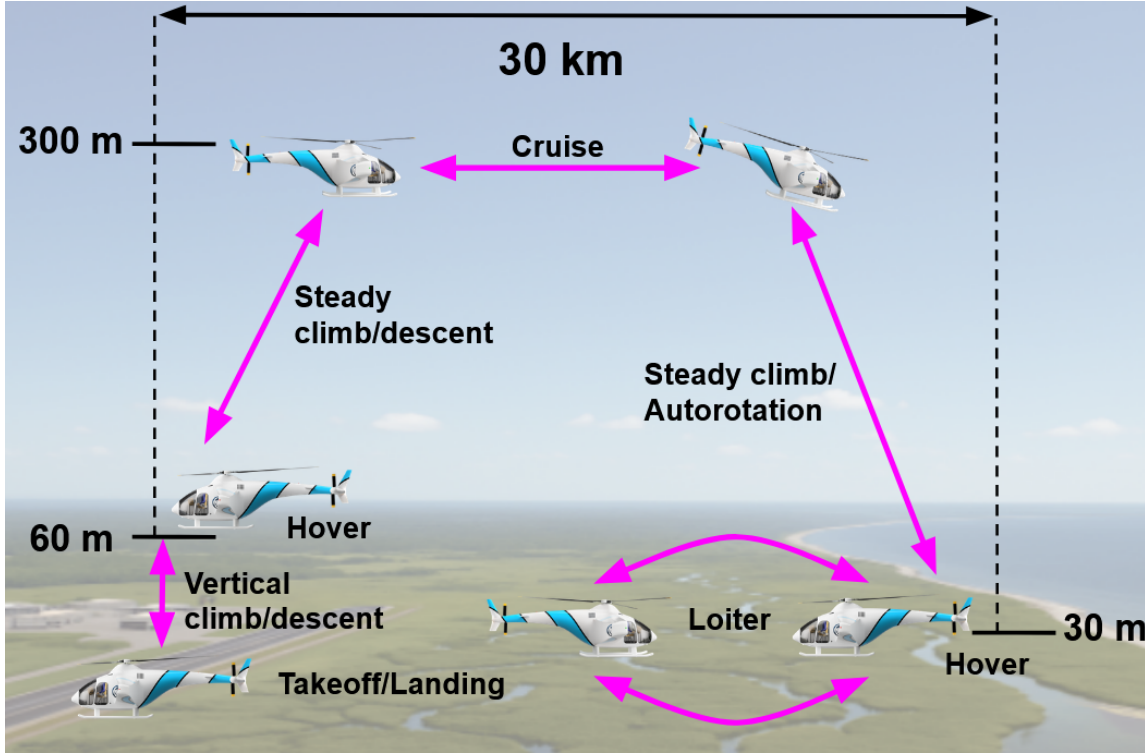 30 km
300 m
Cruise
Steady
climb/descent
Steady climb/
Autorotation
60 m
Hover
Vertical
climb/descent
Loiter
30 m
Hover
Takeoff/Landing